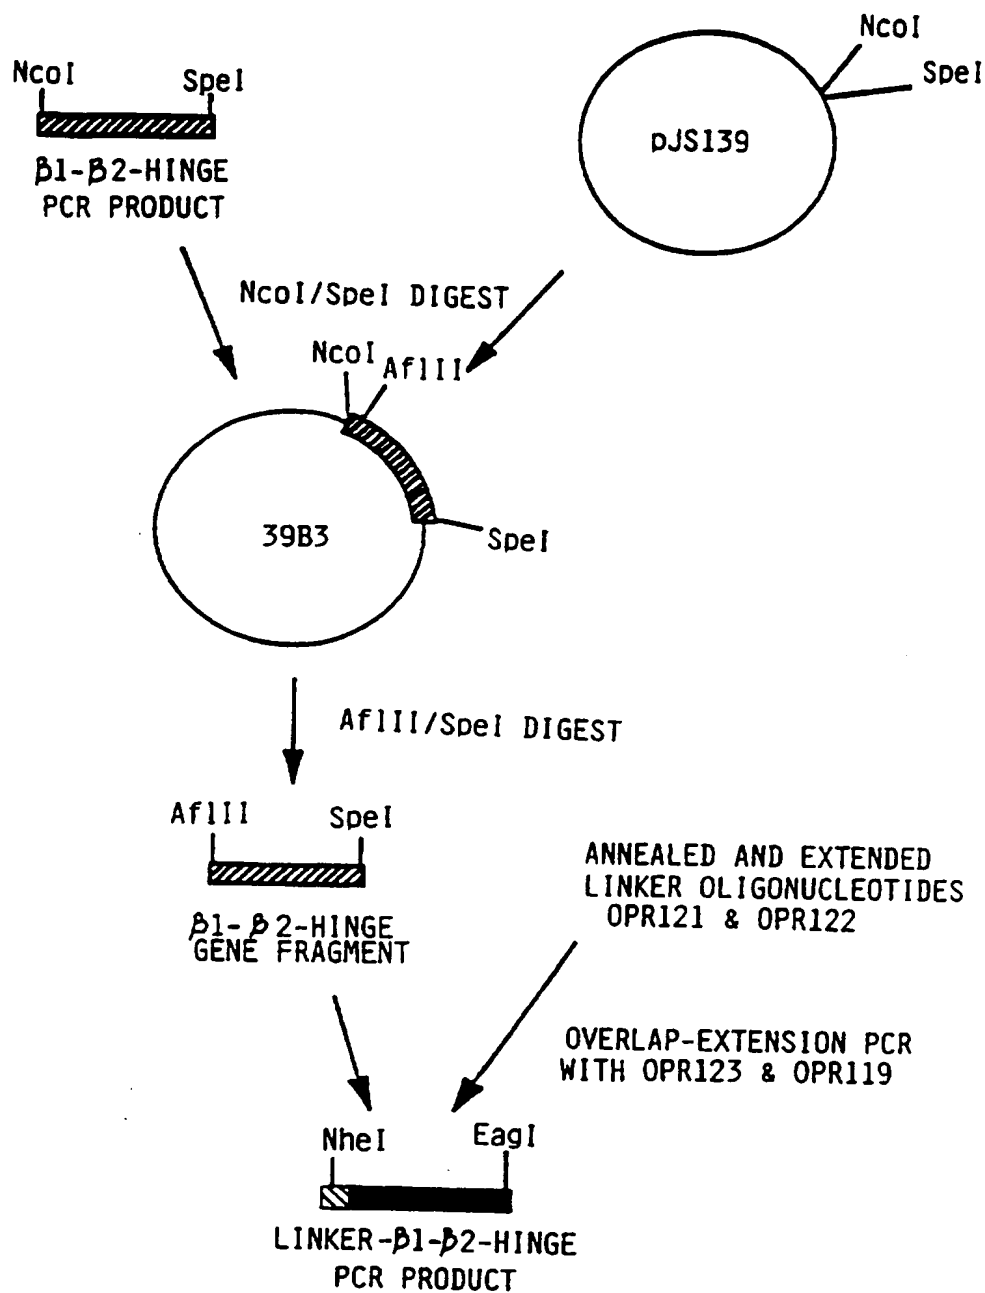 NcoI
SpeI
β1-β2-HINGE
PCR PRODUCT
NcoI
SpeI
pJS139
NcoI/SpeI DIGEST
NcoI
AflII
39B3
SpeI
AflII/SpeI DIGEST
AflII
SpeI
β1-β2-HINGE
GENE FRAGMENT
ANNEALED AND EXTENDED
LINKER OLIGONUCLEOTIDES
OPR121 & OPR122
OVERLAP-EXTENSION PCR
WITH OPR123 & OPR119
NheI
EagI
LINKER-β1-β2-HINGE
PCR PRODUCT